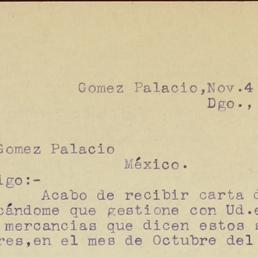 Gomez Palacio,Nov.4
Dgo.,
Gomez Palacio
México.
igo:-
Acabo de recibir carta d
cándome que gestione con Ud.e
mercancias que dicen estos s
res,en el mes de Octubre del